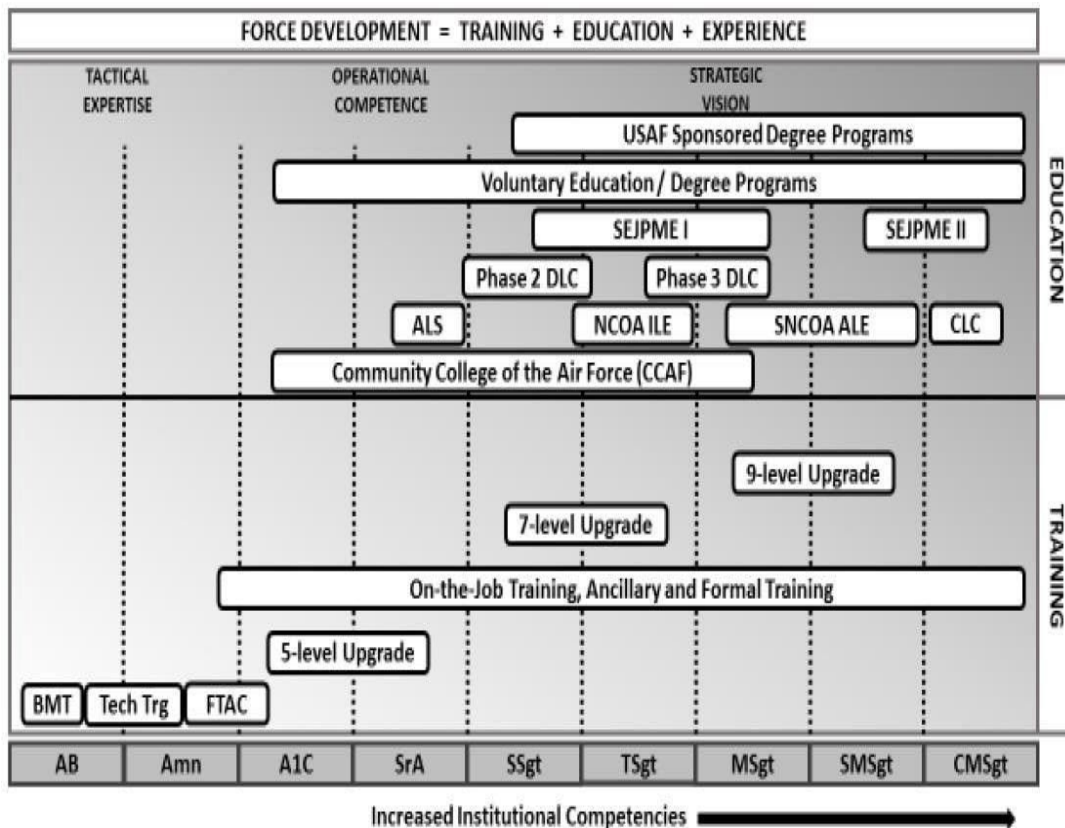 FORCE DEVELOPMENT = TRAINING + EDUCATION + EXPERIENCE
TACTICAL
EXPERTISE
OPERATIONAL
COMPETENCE
STRATEGIC
VISION
USAF Sponsored Degree Programs
Voluntary Education / Degree Programs
SEJPME I
SEJPME II
Phase 2 DLC
Phase 3 DLC
ALS
NCOA ILE
SNCOA ALE
CLC
Community College of the Air Force (CCAF)
EDUCATION
9-level Upgrade
7-level Upgrade
On-the-Job Training, Ancillary and Formal Training
5-level Upgrade
BMT
Tech Trg
FTAC
TRAINING
AB
Amn
A1C
SrA
SSgt
TSgt
MSgt
SMSgt
CMSgt
Increased Institutional Competencies